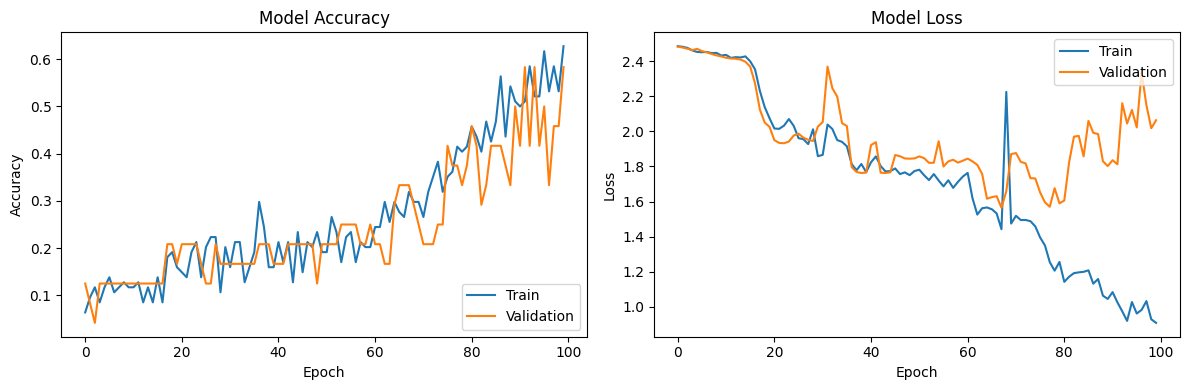 Model Accuracy
Accuracy
0.6
0.5
0.4
0.3
0.2
0.1
0 20 40 60 80 100
Epoch
Train
Validation
Model Loss
Loss
2.4
2.2
2.0
1.8
1.6
1.4
1.2
1.0
0 20 40 60 80 100
Epoch
Train
Validation